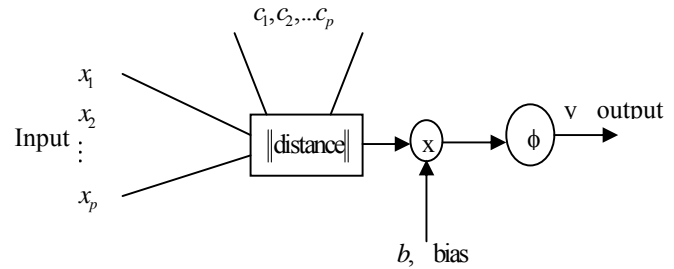 c₁,c₂,...cₚ
x₁
x₂
Input
⋮
xₚ
‖distance‖
x
ϕ
v output
b, bias